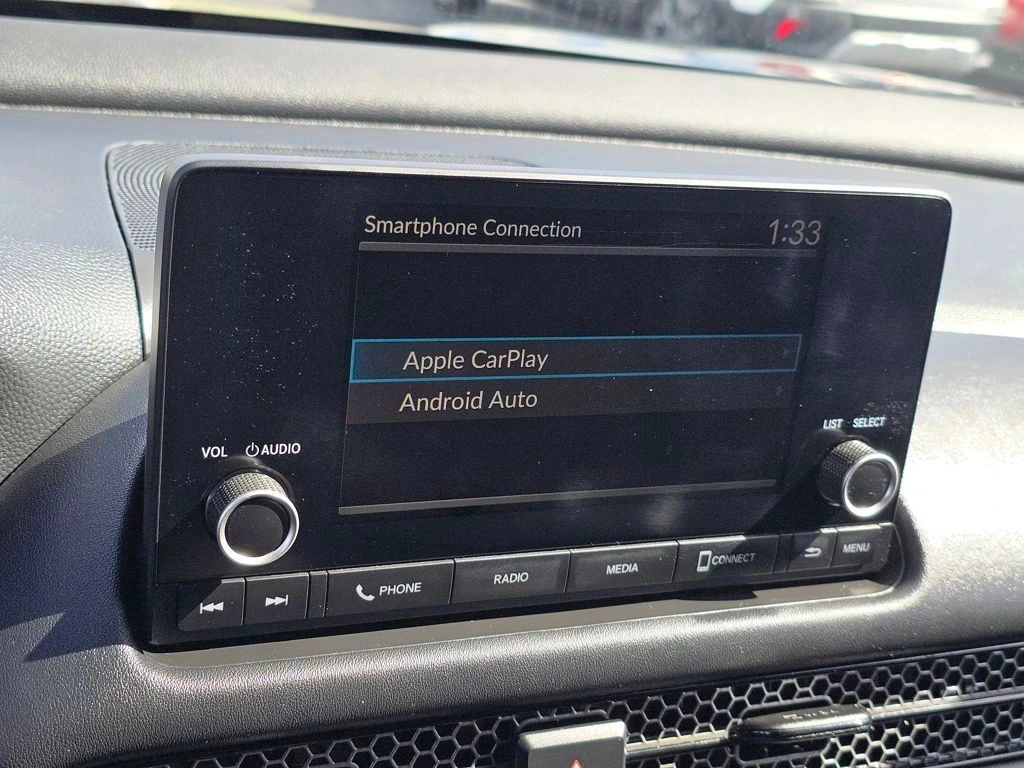 Smartphone Connection 1:33
Apple CarPlay
Android Auto
VOL AUDIO
LIST SELECT
PHONE
RADIO
MEDIA
CONNECT
MENU